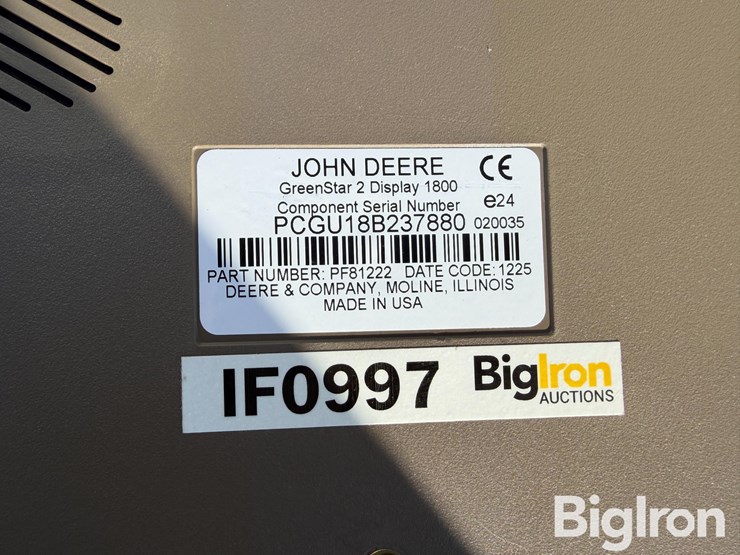 JOHN DEERE CE
GreenStar 2 Display 1800
Component Serial Number e24
PCGU18B237880 020035
PART NUMBER: PF81222 DATE CODE: 1225
DEERE & COMPANY, MOLINE, ILLINOIS
MADE IN USA
IF0997 BigIron
AUCTIONS
BigIron